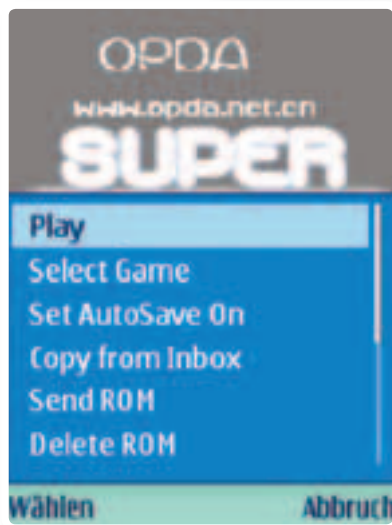 OPDA
www.opda.net.cn
SUPER
Play
Select Game
Set AutoSave On
Copy from Inbox
Send ROM
Delete ROM
Wählen Abbruch